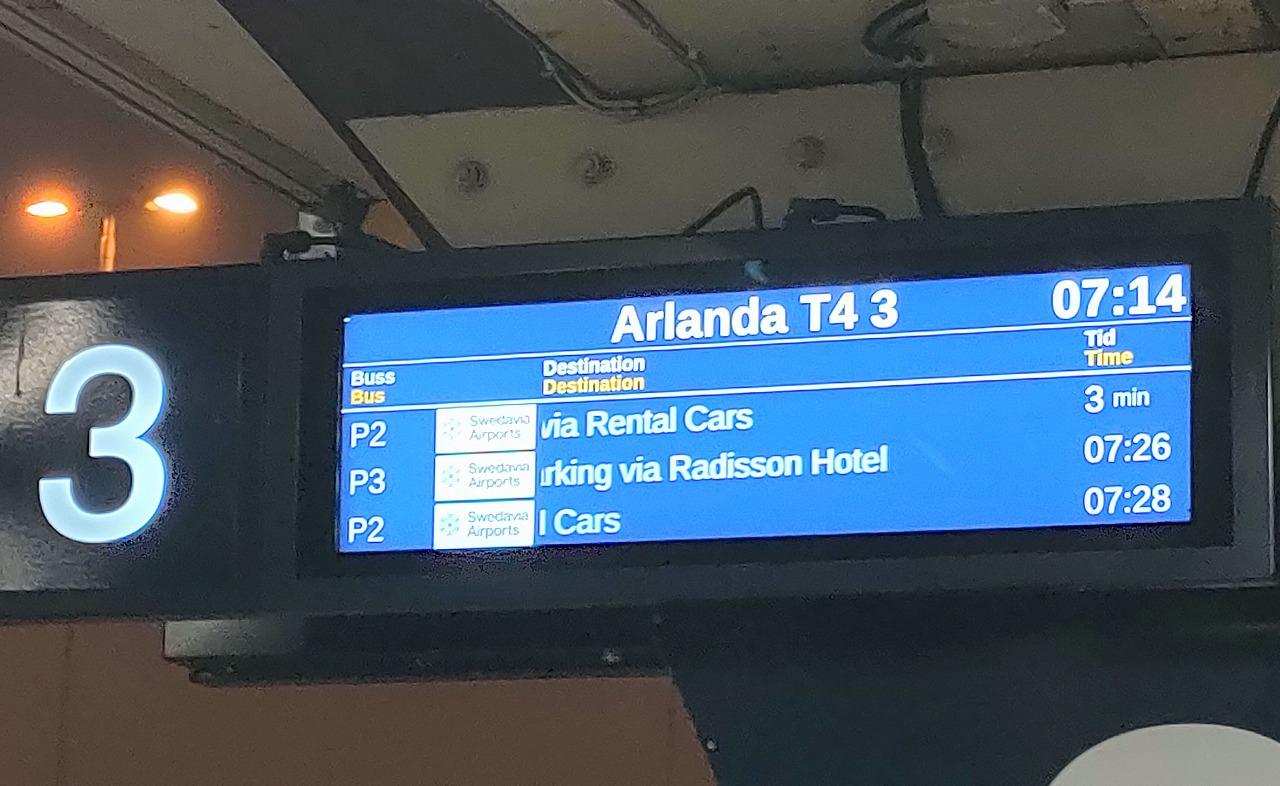 3
Arlanda T4 3 07:14
Buss Destination Tid
Bus Destination Time
P2 Swedavia Airports via Rental Cars 3 min
P3 Swedavia Airports arking via Radisson Hotel 07:26
P2 Swedavia Airports l Cars 07:28